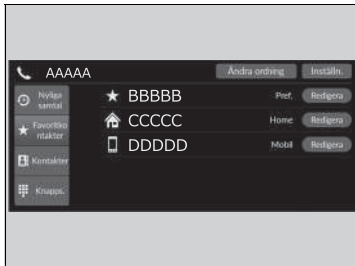 AAAAA
Ändra ordning
Inställn.
Nyliga
samtal
BBBBB
Pref.
Redigera
Favoritko
ntakter
CCCCC
Home
Redigera
DDDDD
Mobil
Redigera
Kontakter
Knapps.